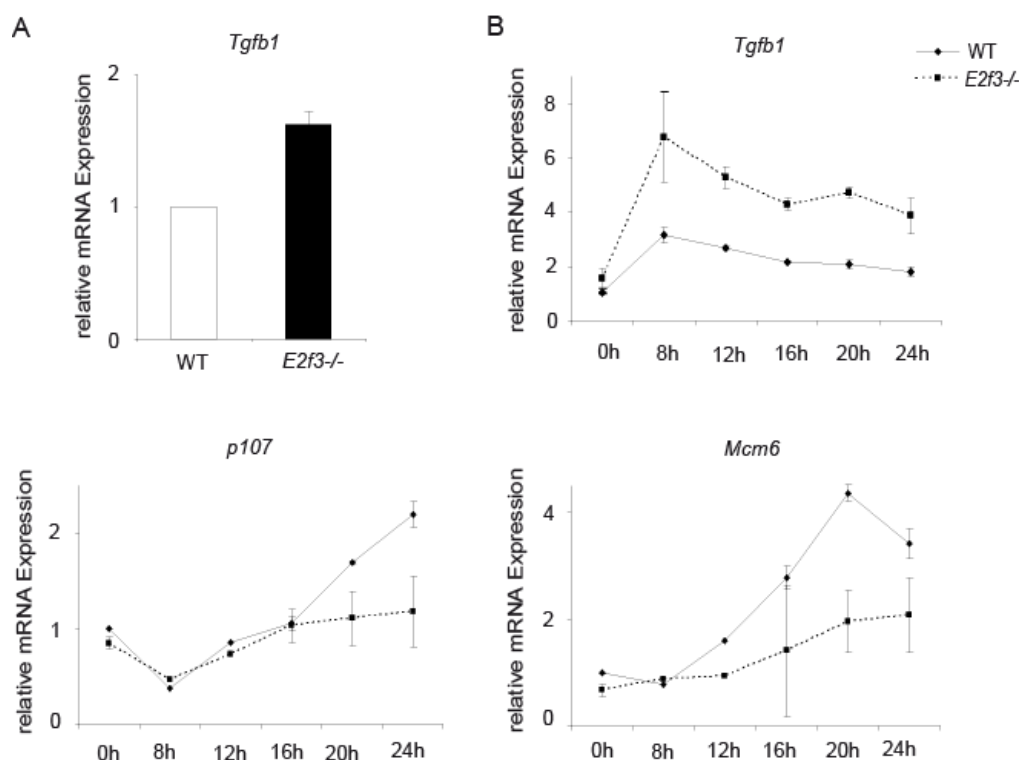 A
Tgfb1
relative mRNA Expression
2
1
0
WT
E2f3-/-
B
Tgfb1
WT
E2f3-/-
relative mRNA Expression
8
6
4
2
0
0h 8h 12h 16h 20h 24h
p107
relative mRNA Expression
2
1
0
0h 8h 12h 16h 20h 24h
Mcm6
relative mRNA Expression
4
2
0
0h 8h 12h 16h 20h 24h